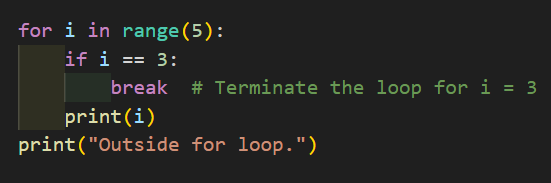 for i in range(5):
    if i == 3:
        break  # Terminate the loop for i = 3
    print(i)
print("Outside for loop.")